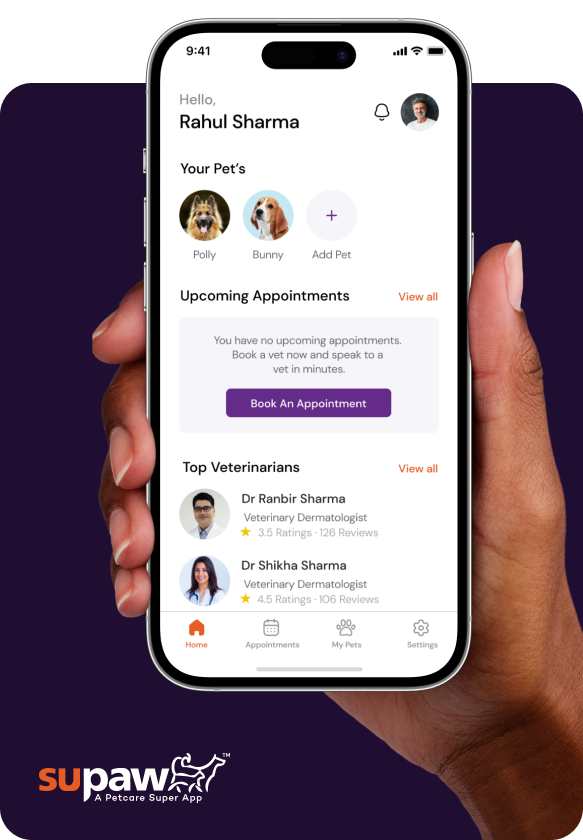 9:41
Hello,
Rahul Sharma
Your Pet's
Polly
Bunny
+
Add Pet
Upcoming Appointments
View all
You have no upcoming appointments.
Book a vet now and speak to a
vet in minutes.
Book An Appointment
Top Veterinarians
View all
Dr Ranbir Sharma
Veterinary Dermatologist
3.5 Ratings · 126 Reviews
Dr Shikha Sharma
Veterinary Dermatologist
4.5 Ratings · 106 Reviews
Home
Appointments
My Pets
Settings
supaw™
A Petcare Super App